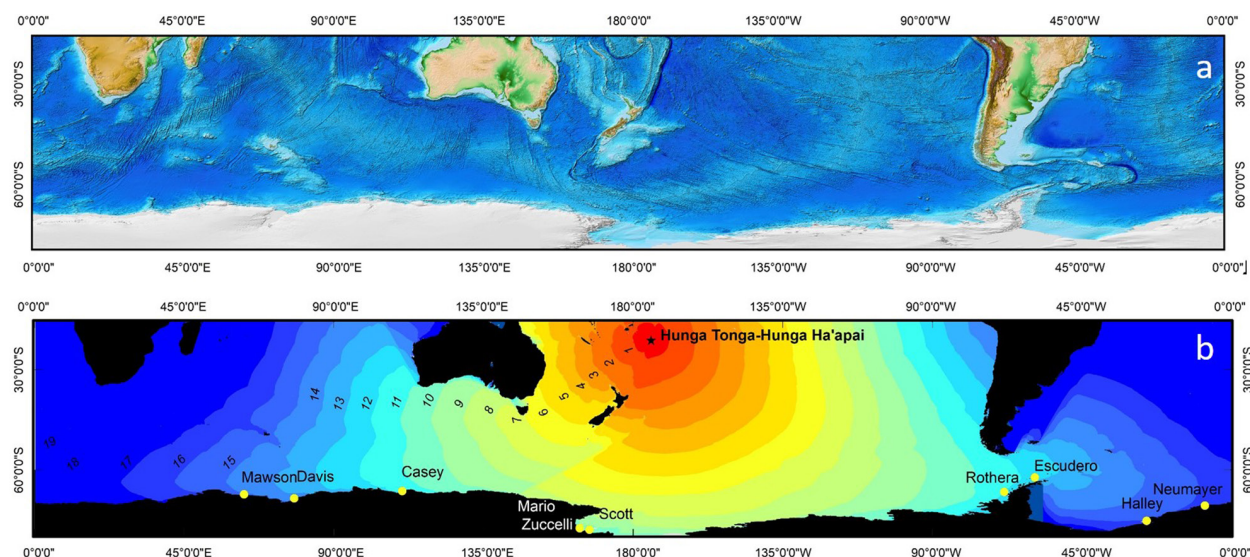 0°0'0" 45°0'0"E 90°0'0"E 135°0'0"E 180°0'0" 135°0'0"W 90°0'0"W 45°0'0"W 0°0'0"
a
30°0'0"S 30°0'0"S
60°0'0"S 60°0'0"S
0°0'0" 45°0'0"E 90°0'0"E 135°0'0"E 180°0'0" 135°0'0"W 90°0'0"W 45°0'0"W 0°0'0"
0°0'0" 45°0'0"E 90°0'0"E 135°0'0"E 180°0'0" 135°0'0"W 90°0'0"W 45°0'0"W 0°0'0"
b
Hunga Tonga-Hunga Ha'apai
30°0'0"S 30°0'0"S
19 18 17 16 15 14 13 12 11 10 9 8 7 6 5 4 3 2 1
60°0'0"S 60°0'0"S
Mawson Davis Casey Rothera Escudero
Mario Scott Halley Neumayer
Zuccelli
0°0'0" 45°0'0"E 90°0'0"E 135°0'0"E 180°0'0" 135°0'0"W 90°0'0"W 45°0'0"W 0°0'0"